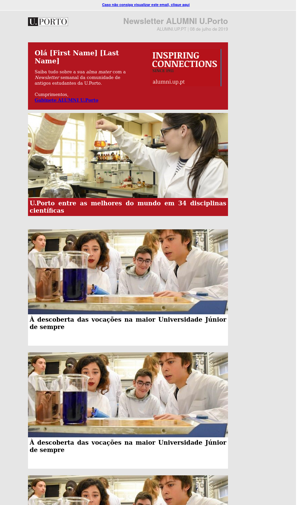 Caso não consiga visualizar este email, clique aqui
U.PORTO
Newsletter ALUMNI U.Porto
ALUMNI.UP.PT | 08 de julho de 2016
Olá [First Name] [Last
Name]
Saiba tudo sobre a sua alma mater com a
Newsletter semanal da comunidade de
antigos estudantes da U.Porto.
Cumprimentos,
Gabinete ALUMNI U.Porto
INSPIRING
CONNECTIONS
alumni.up.pt
U.Porto entre as melhores do mundo em 34 disciplinas
científicas
À descoberta das vocações na maior Universidade Júnior
de sempre
À descoberta das vocações na maior Universidade Júnior
de sempre